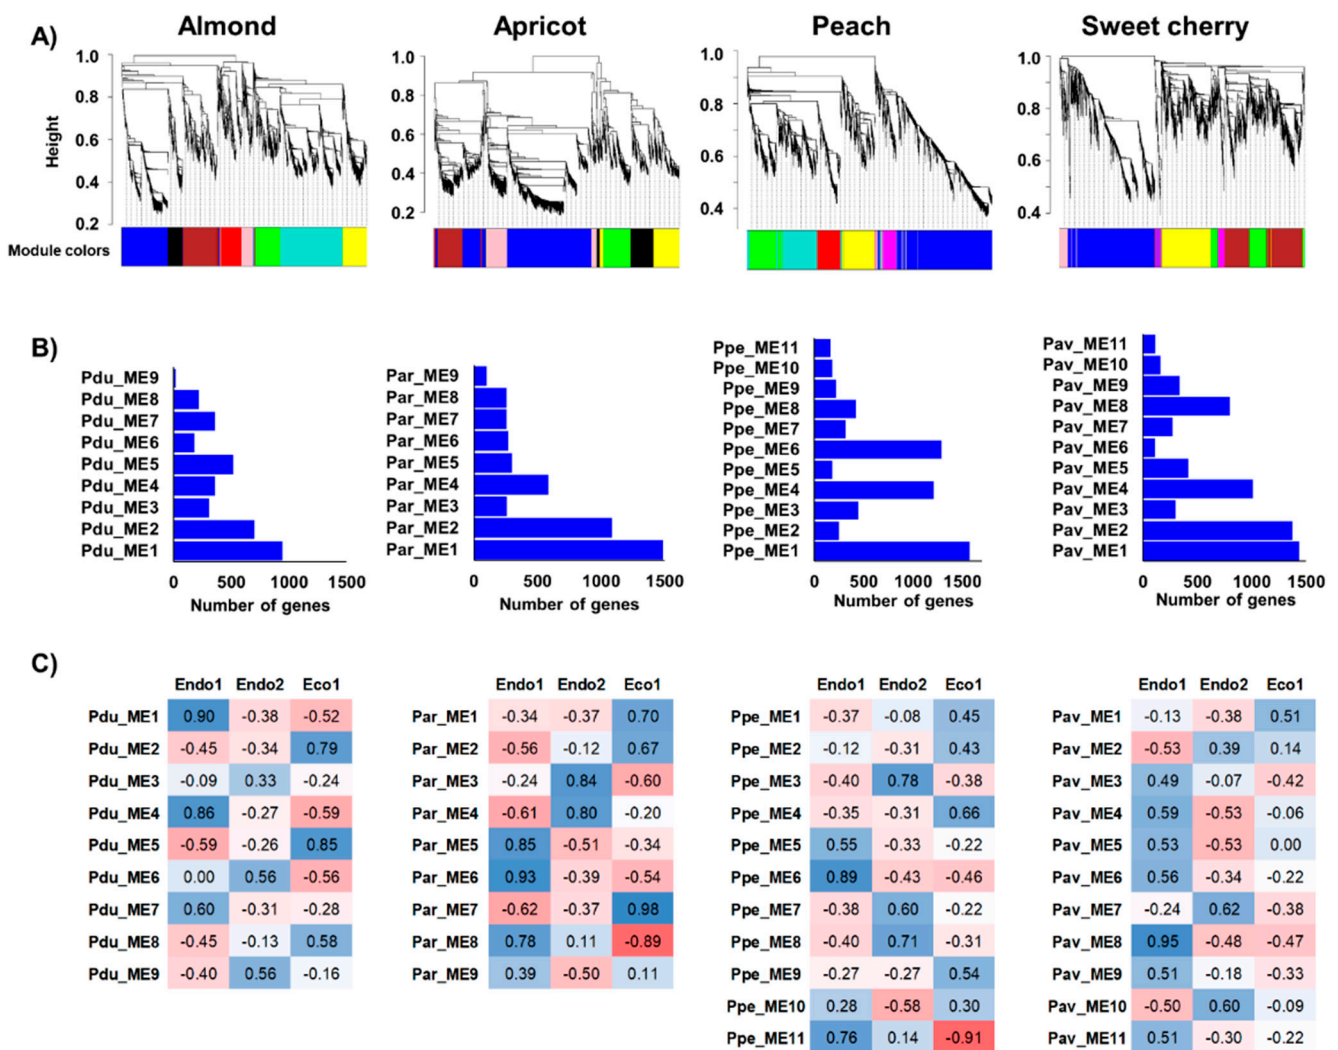 Almond Apricot Peach Sweet cherry
A)
1.0 1.0 1.0 1.0
0.8 0.8 0.8 0.8
Height
0.6 0.6 0.6 0.6
0.4 0.4 0.4 0.4
0.2 0.2
Module colors
B)
Pdu_ME9
Pdu_ME8
Pdu_ME7
Pdu_ME6
Pdu_ME5
Pdu_ME4
Pdu_ME3
Pdu_ME2
Pdu_ME1
0 500 1000 1500
Number of genes
Par_ME9
Par_ME8
Par_ME7
Par_ME6
Par_ME5
Par_ME4
Par_ME3
Par_ME2
Par_ME1
0 500 1000 1500
Number of genes
Ppe_ME11
Ppe_ME10
Ppe_ME9
Ppe_ME8
Ppe_ME7
Ppe_ME6
Ppe_ME5
Ppe_ME4
Ppe_ME3
Ppe_ME2
Ppe_ME1
0 500 1000 1500
Number of genes
Pav_ME11
Pav_ME10
Pav_ME9
Pav_ME8
Pav_ME7
Pav_ME6
Pav_ME5
Pav_ME4
Pav_ME3
Pav_ME2
Pav_ME1
0 500 1000 1500
Number of genes
C)
Endo1 Endo2 Eco1
Pdu_ME1 0.90 -0.38 -0.52
Pdu_ME2 -0.45 -0.34 0.79
Pdu_ME3 -0.09 0.33 -0.24
Pdu_ME4 0.86 -0.27 -0.59
Pdu_ME5 -0.59 -0.26 0.85
Pdu_ME6 0.00 0.56 -0.56
Pdu_ME7 0.60 -0.31 -0.28
Pdu_ME8 -0.45 -0.13 0.58
Pdu_ME9 -0.40 0.56 -0.16
Endo1 Endo2 Eco1
Par_ME1 -0.34 -0.37 0.70
Par_ME2 -0.56 -0.12 0.67
Par_ME3 -0.24 0.84 -0.60
Par_ME4 -0.61 0.80 -0.20
Par_ME5 0.85 -0.51 -0.34
Par_ME6 0.93 -0.39 -0.54
Par_ME7 -0.62 -0.37 0.98
Par_ME8 0.78 0.11 -0.89
Par_ME9 0.39 -0.50 0.11
Endo1 Endo2 Eco1
Ppe_ME1 -0.37 -0.08 0.45
Ppe_ME2 -0.12 -0.31 0.43
Ppe_ME3 -0.40 0.78 -0.38
Ppe_ME4 -0.35 -0.31 0.66
Ppe_ME5 0.55 -0.33 -0.22
Ppe_ME6 0.89 -0.43 -0.46
Ppe_ME7 -0.38 0.60 -0.22
Ppe_ME8 -0.40 0.71 -0.31
Ppe_ME9 -0.27 -0.27 0.54
Ppe_ME10 0.28 -0.58 0.30
Ppe_ME11 0.76 0.14 -0.91
Endo1 Endo2 Eco1
Pav_ME1 -0.13 -0.38 0.51
Pav_ME2 -0.53 0.39 0.14
Pav_ME3 0.49 -0.07 -0.42
Pav_ME4 0.59 -0.53 -0.06
Pav_ME5 0.53 -0.53 0.00
Pav_ME6 0.56 -0.34 -0.22
Pav_ME7 -0.24 0.62 -0.38
Pav_ME8 0.95 -0.48 -0.47
Pav_ME9 0.51 -0.18 -0.33
Pav_ME10 -0.50 0.60 -0.09
Pav_ME11 0.51 -0.30 -0.22